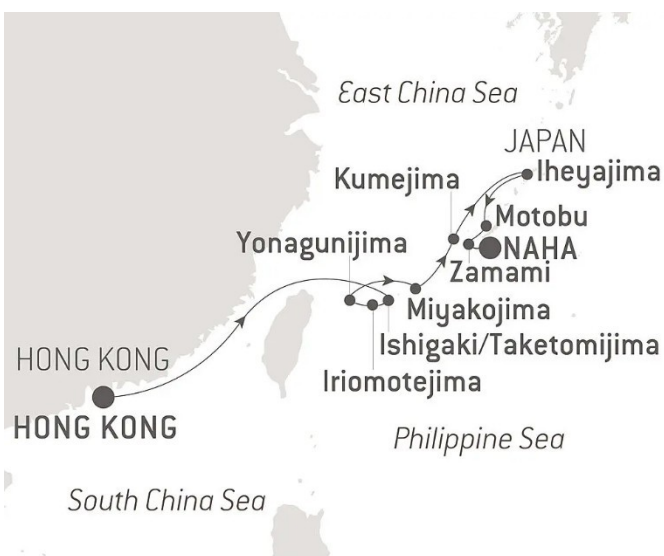 East China Sea
JAPAN
Iheyajima
Kumejima
Motobu
NAHA
Yonagunijima
Zamami
Miyakojima
Ishigaki/Taketomijima
HONG KONG
Iriomotejima
HONG KONG
Philippine Sea
South China Sea